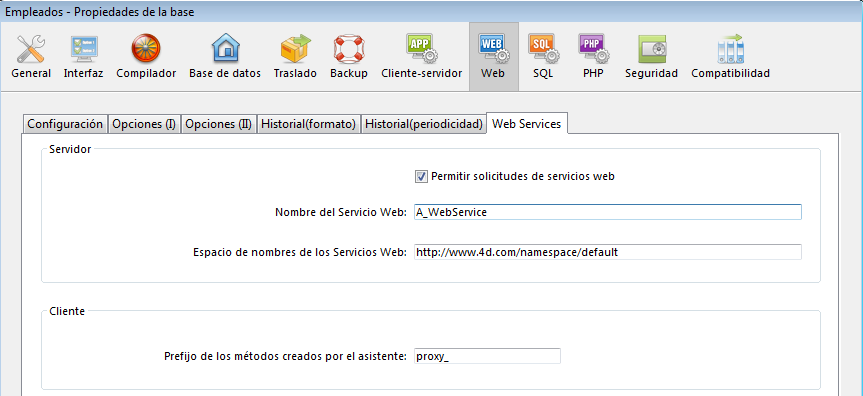 Empleados - Propiedades de la base
APP WEB SQL PHP
General Interfaz Compilador Base de datos Traslado Backup Cliente-servidor Web SQL PHP Seguridad Compatibilidad
Configuración Opciones (I) Opciones (II) Historial(formato) Historial(periodicidad) Web Services
Servidor
Permitir solicitudes de servicios web
Nombre del Servicio Web: A_WebService
Espacio de nombres de los Servicios Web: http://www.4d.com/namespace/default
Cliente
Prefijo de los métodos creados por el asistente: proxy_